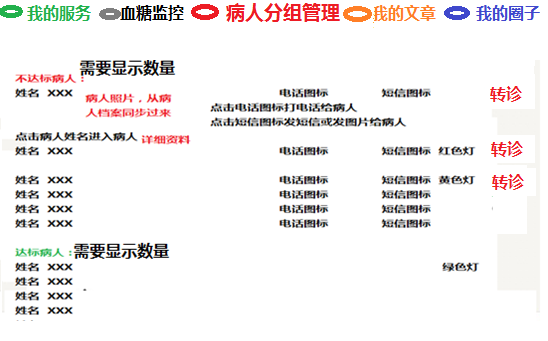 我的服务 血糖监控 病人分组管理 我的文章 我的圈子
需要显示数量
不达标病人：
姓名 XXX 电话图标 短信图标 转诊
病人照片，从病
人档案同步过来
点击电话图标打电话给病人
点击短信图标发短信或发图片给病人
点击病人姓名进入病人 详细资料
姓名 XXX 电话图标 短信图标 红色灯 转诊
姓名 XXX 电话图标 短信图标 黄色灯 转诊
姓名 XXX 电话图标 短信图标
姓名 XXX 电话图标 短信图标
姓名 XXX 电话图标 短信图标
达标病人：需要显示数量
姓名 XXX 绿色灯
姓名 XXX
姓名 XXX
姓名 XXX